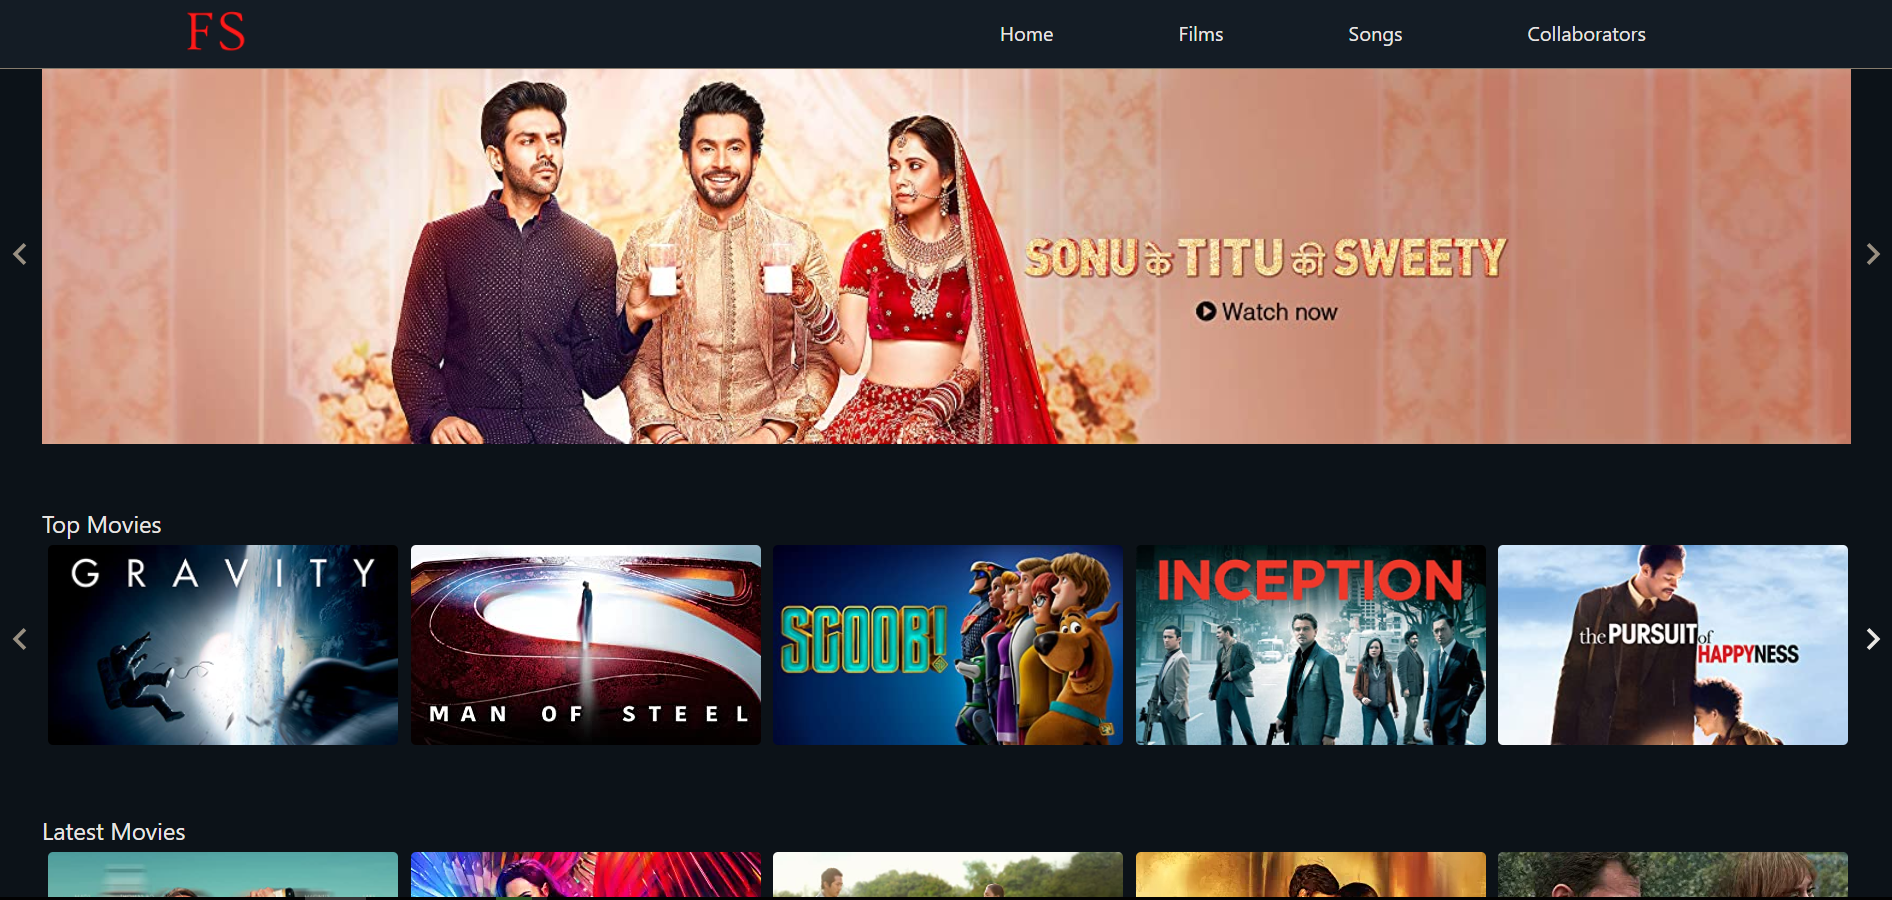 FS
Home
Films
Songs
Collaborators
SONU के TITU की SWEETY
Watch now
Top Movies
GRAVITY
MAN OF STEEL
SCOOB!
INCEPTION
the PURSUIT of
HAPPYNESS
Latest Movies